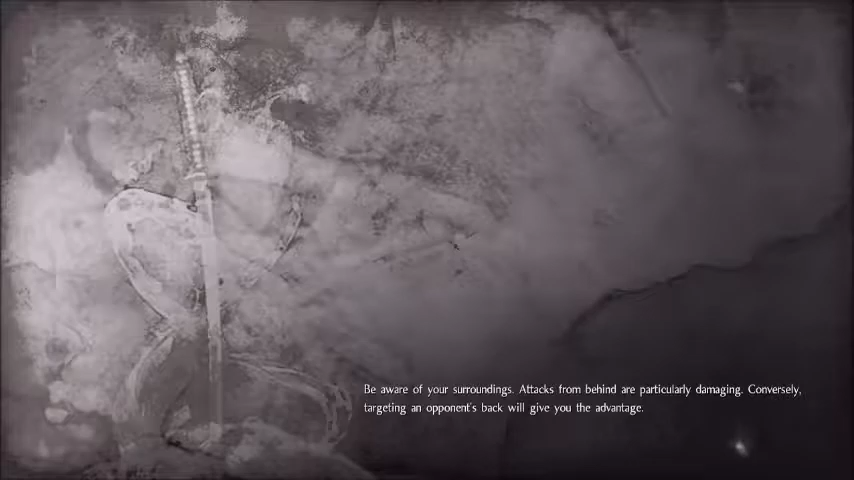 Be aware of your surroundings. Attacks from behind are particularly damaging. Conversely,
targeting an opponent's back will give you the advantage.